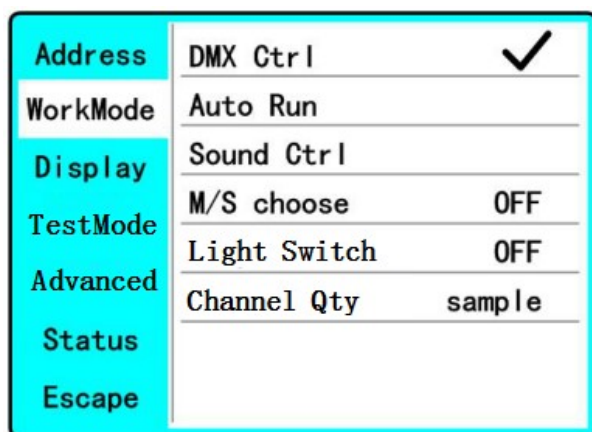 Address
WorkMode
Display
TestMode
Advanced
Status
Escape
DMX Ctrl
Auto Run
Sound Ctrl
M/S choose OFF
Light Switch OFF
Channel Qty sample